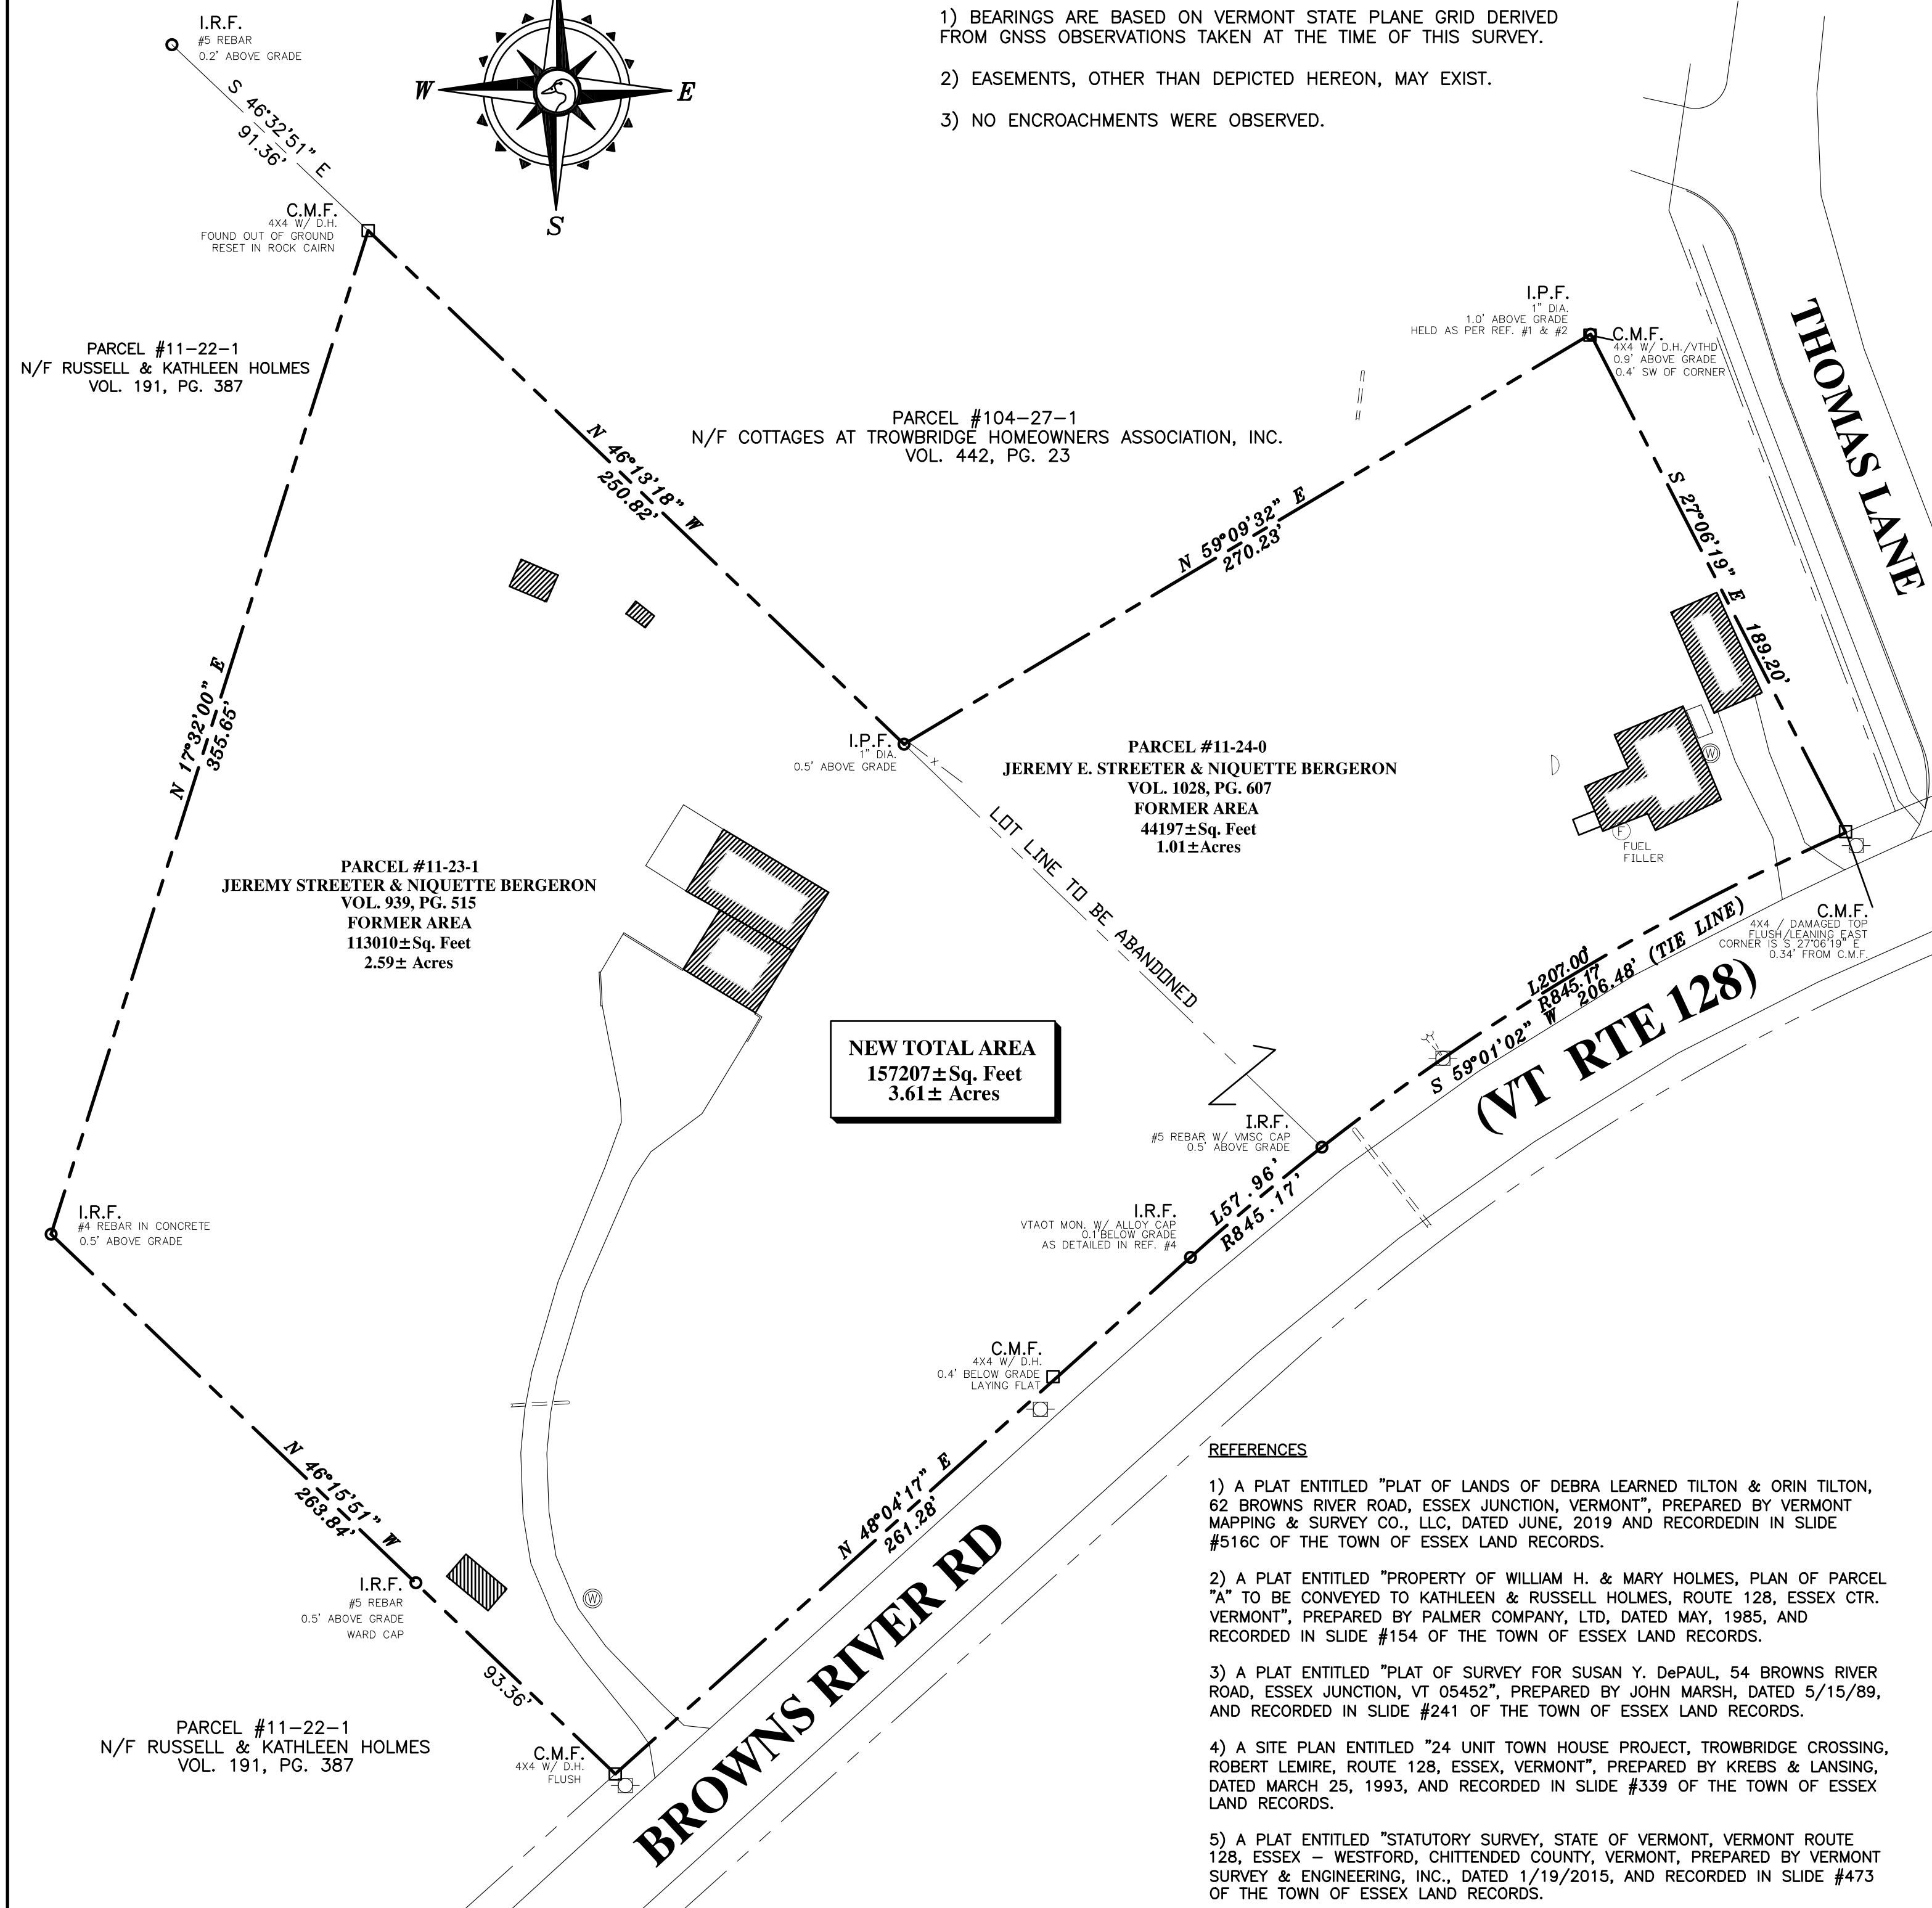 1) BEARINGS ARE BASED ON VERMONT STATE PLANE GRID DERIVED
FROM GNSS OBSERVATIONS TAKEN AT THE TIME OF THIS SURVEY.
2) EASEMENTS, OTHER THAN DEPICTED HEREON, MAY EXIST.
3) NO ENCROACHMENTS WERE OBSERVED.
I.R.F.
#5 REBAR
0.2' ABOVE GRADE
W
E
S
S 46°32'51" E
91.36'
C.M.F.
4X4 W/ D.H.
FOUND OUT OF GROUND
RESET IN ROCK CAIRN
PARCEL #11-22-1
N/F RUSSELL & KATHLEEN HOLMES
VOL. 191, PG. 387
N 46°13'18" W
250.82'
PARCEL #104-27-1
N/F COTTAGES AT TROWBRIDGE HOMEOWNERS ASSOCIATION, INC.
VOL. 442, PG. 23
I.P.F.
1" DIA.
1.0' ABOVE GRADE
HELD AS PER REF. #1 & #2
C.M.F.
4X4 W/ D.H./VTHD
0.9' ABOVE GRADE
0.4' SW OF CORNER
THOMAS LANE
N 59°09'32" E
270.23'
S 27°06'19" E
189.20'
N 17°32'00" E
355.65'
I.P.F.
1" DIA.
0.5' ABOVE GRADE
X
PARCEL #11-24-0
JEREMY E. STREETER & NIQUETTE BERGERON
VOL. 1028, PG. 607
FORMER AREA
44197±Sq. Feet
1.01±Acres
W
F
FUEL
FILLER
LOT LINE TO BE ABANDONED
PARCEL #11-23-1
JEREMY STREETER & NIQUETTE BERGERON
VOL. 939, PG. 515
FORMER AREA
113010±Sq. Feet
2.59± Acres
C.M.F.
4X4 / DAMAGED TOP
FLUSH/LEANING EAST
CORNER IS S 27°06'19" E
0.34' FROM C.M.F.
L207.00'
R845.17'
S 59°01'02" W 206.48' (TIE LINE)
(VT RTE 128)
NEW TOTAL AREA
157207±Sq. Feet
3.61± Acres
I.R.F.
#5 REBAR W/ VMSC CAP
0.5' ABOVE GRADE
L57.96'
R845.17'
I.R.F.
VTAOT MON. W/ ALLOY CAP
0.1'BELOW GRADE
AS DETAILED IN REF. #4
I.R.F.
#4 REBAR IN CONCRETE
0.5' ABOVE GRADE
C.M.F.
4X4 W/ D.H.
0.4' BELOW GRADE
LAYING FLAT
N 46°15'51" W
263.84'
N 48°04'17" E
261.28'
I.R.F.
#5 REBAR
0.5' ABOVE GRADE
WARD CAP
W
93.36'
BROWNS RIVER RD
PARCEL #11-22-1
N/F RUSSELL & KATHLEEN HOLMES
VOL. 191, PG. 387
C.M.F.
4X4 W/ D.H.
FLUSH
REFERENCES
1) A PLAT ENTITLED "PLAT OF LANDS OF DEBRA LEARNED TILTON & ORIN TILTON,
62 BROWNS RIVER ROAD, ESSEX JUNCTION, VERMONT", PREPARED BY VERMONT
MAPPING & SURVEY CO., LLC, DATED JUNE, 2019 AND RECORDEDIN IN SLIDE
#516C OF THE TOWN OF ESSEX LAND RECORDS.
2) A PLAT ENTITLED "PROPERTY OF WILLIAM H. & MARY HOLMES, PLAN OF PARCEL
"A" TO BE CONVEYED TO KATHLEEN & RUSSELL HOLMES, ROUTE 128, ESSEX CTR.
VERMONT", PREPARED BY PALMER COMPANY, LTD, DATED MAY, 1985, AND
RECORDED IN SLIDE #154 OF THE TOWN OF ESSEX LAND RECORDS.
3) A PLAT ENTITLED "PLAT OF SURVEY FOR SUSAN Y. DePAUL, 54 BROWNS RIVER
ROAD, ESSEX JUNCTION, VT 05452", PREPARED BY JOHN MARSH, DATED 5/15/89,
AND RECORDED IN SLIDE #241 OF THE TOWN OF ESSEX LAND RECORDS.
4) A SITE PLAN ENTITLED "24 UNIT TOWN HOUSE PROJECT, TROWBRIDGE CROSSING,
ROBERT LEMIRE, ROUTE 128, ESSEX, VERMONT", PREPARED BY KREBS & LANSING,
DATED MARCH 25, 1993, AND RECORDED IN SLIDE #339 OF THE TOWN OF ESSEX
LAND RECORDS.
5) A PLAT ENTITLED "STATUTORY SURVEY, STATE OF VERMONT, VERMONT ROUTE
128, ESSEX – WESTFORD, CHITTENDED COUNTY, VERMONT, PREPARED BY VERMONT
SURVEY & ENGINEERING, INC., DATED 1/19/2015, AND RECORDED IN SLIDE #473
OF THE TOWN OF ESSEX LAND RECORDS.